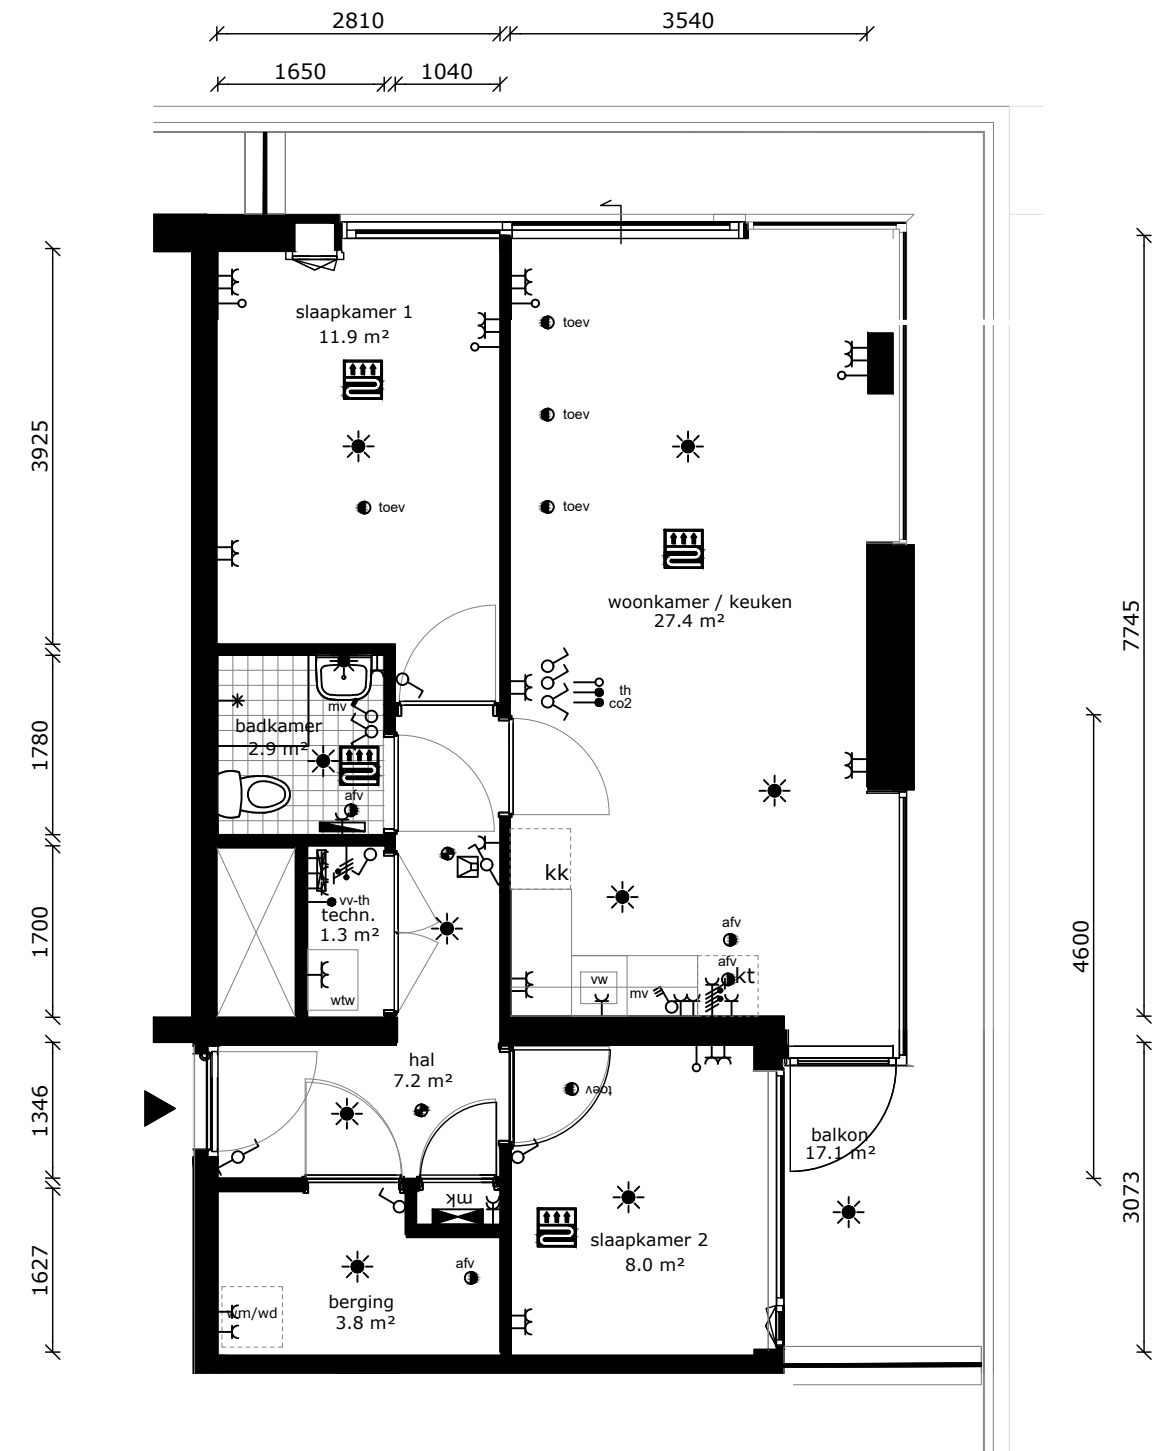 2810
3540
1650
1040
slaapkamer 1
11.9 m²
toev
toev
toev
toev
3925
woonkamer / keuken
27.4 m²
7745
th
co2
mv
badkamer
2.9 m²
afv
1780
kk
vv-th
techn.
1.3 m²
wtw
1700
afv
afv
kt
vw
mv
4600
hal
7.2 m²
toev
1346
balkon
17.1 m²
mk
slaapkamer 2
8.0 m²
3073
afv
berging
3.8 m²
wm/wd
1627